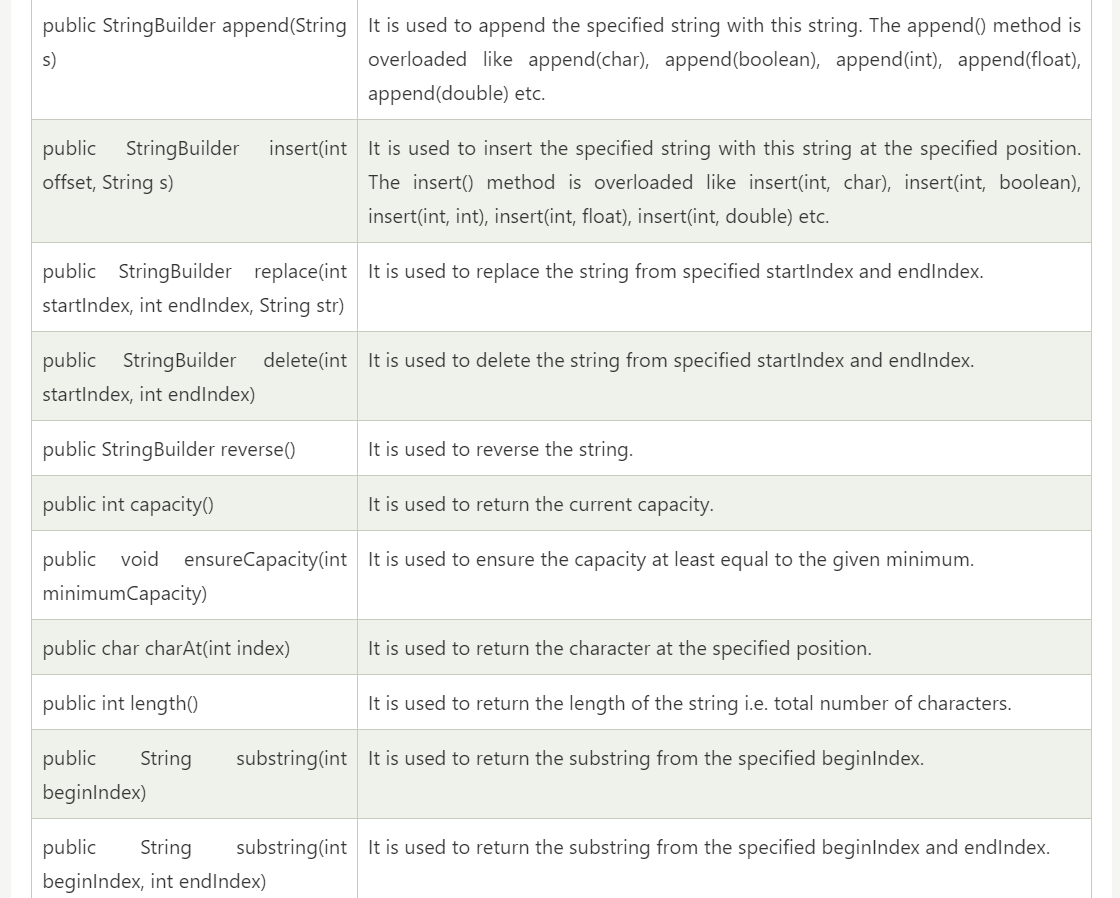 public StringBuilder append(String
s)
It is used to append the specified string with this string. The append() method is
overloaded like append(char), append(boolean), append(int), append(float),
append(double) etc.
public StringBuilder insert(int
offset, String s)
It is used to insert the specified string with this string at the specified position.
The insert() method is overloaded like insert(int, char), insert(int, boolean),
insert(int, int), insert(int, float), insert(int, double) etc.
public StringBuilder replace(int
startIndex, int endIndex, String str)
It is used to replace the string from specified startIndex and endIndex.
public StringBuilder delete(int
startIndex, int endIndex)
It is used to delete the string from specified startIndex and endIndex.
public StringBuilder reverse()
It is used to reverse the string.
public int capacity()
It is used to return the current capacity.
public void ensureCapacity(int
minimumCapacity)
It is used to ensure the capacity at least equal to the given minimum.
public char charAt(int index)
It is used to return the character at the specified position.
public int length()
It is used to return the length of the string i.e. total number of characters.
public String substring(int
beginIndex)
It is used to return the substring from the specified beginIndex.
public String substring(int
beginIndex, int endIndex)
It is used to return the substring from the specified beginIndex and endIndex.